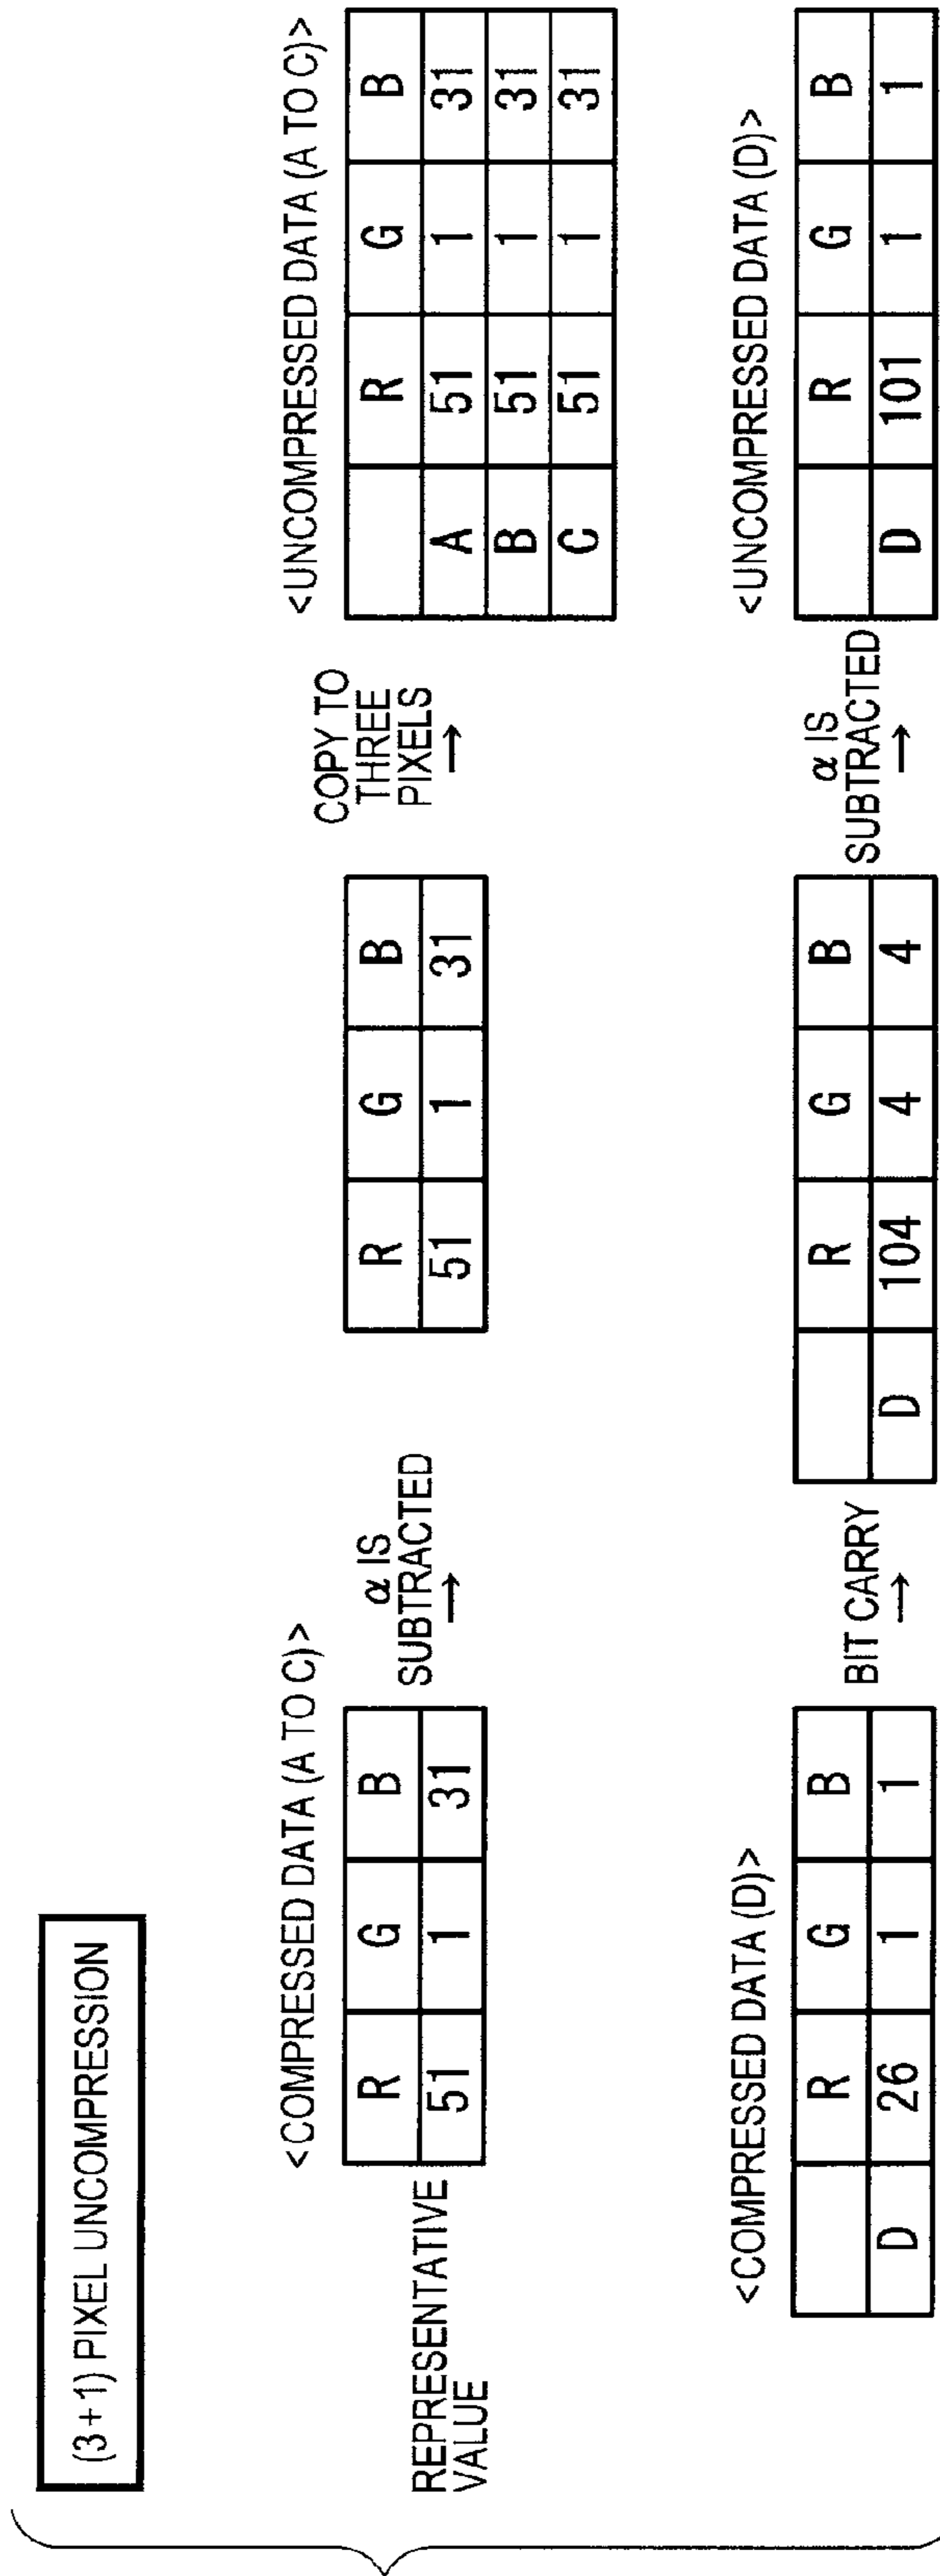 (3+1) PIXEL UNCOMPRESSION
<COMPRESSED DATA (A TO C)>
REPRESENTATIVE
VALUE
R G B
51 1 31
α IS
SUBTRACTED
→
R G B
51 1 31
COPY TO
THREE
PIXELS
→
<UNCOMPRESSED DATA (A TO C)>
R G B
A 51 1 31
B 51 1 31
C 51 1 31
<COMPRESSED DATA (D)>
R G B
D 26 1 1
BIT CARRY
→
R G B
D 104 4 4
α IS
SUBTRACTED
→
<UNCOMPRESSED DATA (D)>
R G B
D 101 1 1